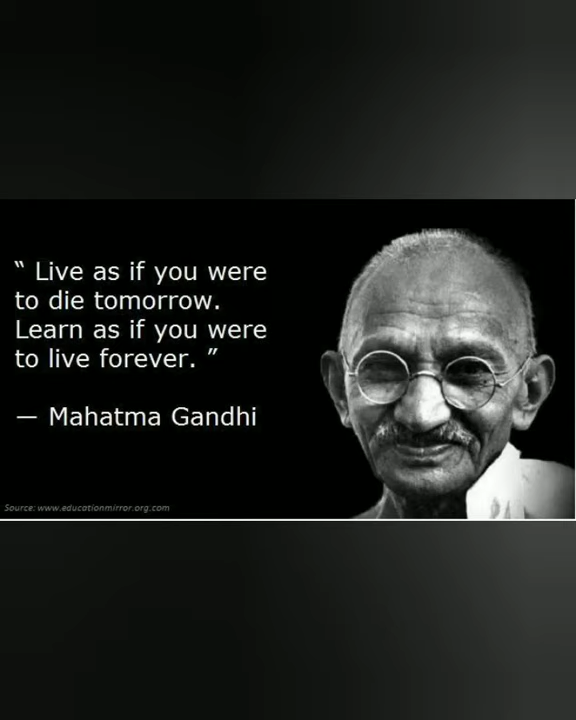 “ Live as if you were
to die tomorrow.
Learn as if you were
to live forever. ”
— Mahatma Gandhi
Source: www.educationmirror.org.com